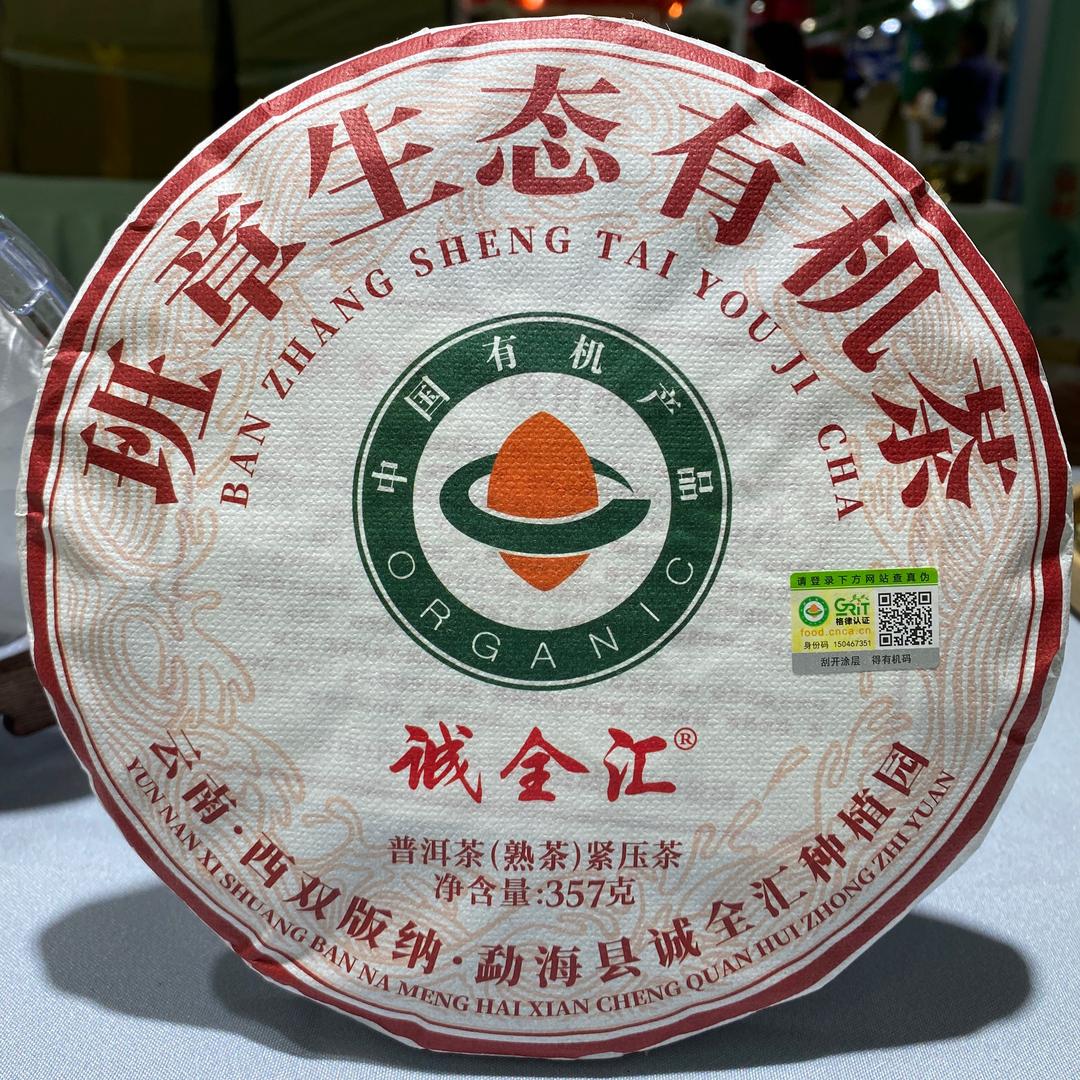 班章生态有机茶
BAN ZHANG SHENG TAI YOU JI CHA
中国有机产品
ORGANIC
请登录下方网站查真伪
GRiT
格律认证
food.cnca.cn
身份码 150467351
刮开涂层 得有机码
诚全汇®
普洱茶(熟茶)紧压茶
净含量:357克
云南·西双版纳·勐海县诚全汇种植园
YUN NAN XI SHUANG BAN NA MENG HAI XIAN CHENG QUAN HUI ZHONG ZHI YUAN